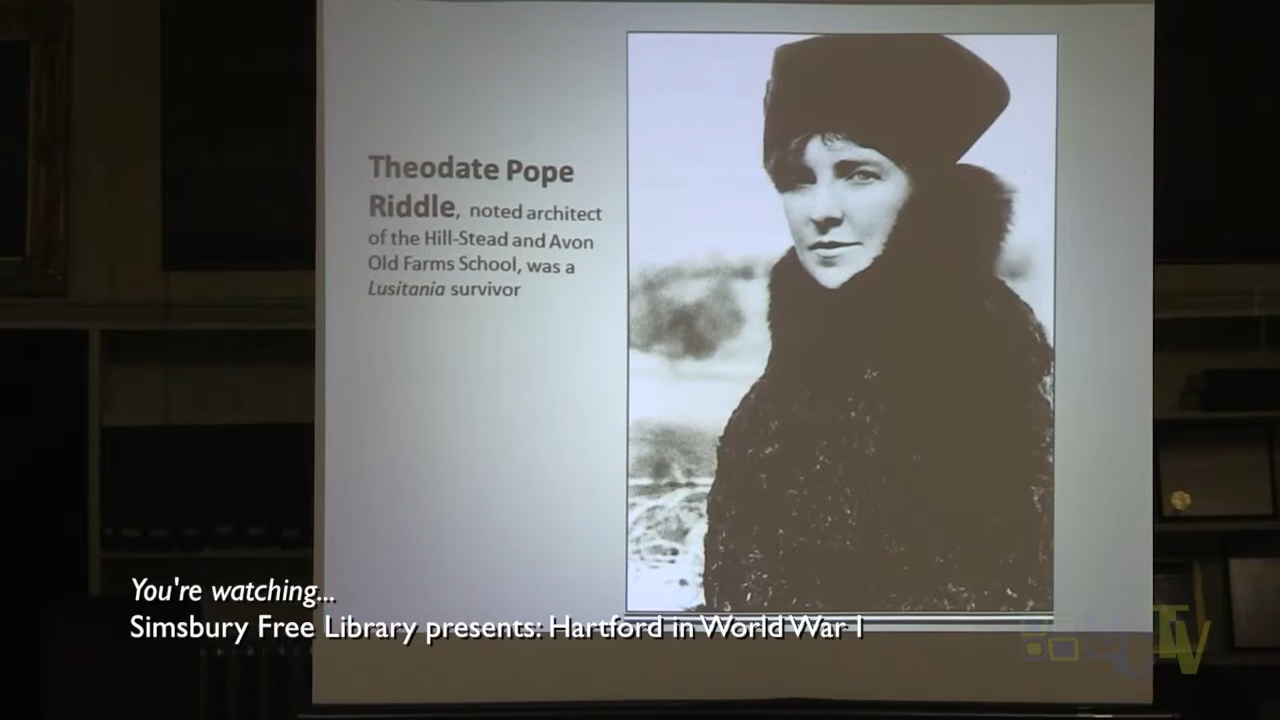 Theodate Pope
Riddle, noted architect
of the Hill-Stead and Avon
Old Farms School, was a
Lusitania survivor
You're watching...
Simsbury Free Library presents: Hartford in World War I
TV